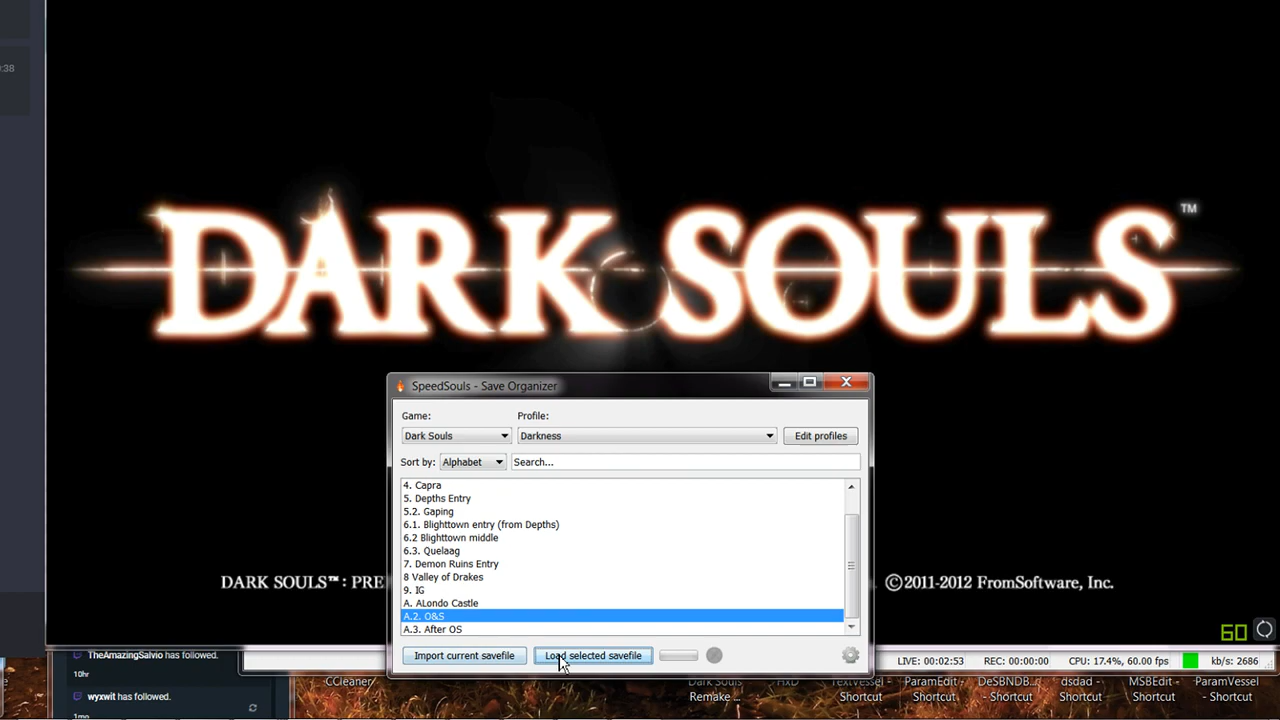 :38
DARK SOULS™
SpeedSouls - Save Organizer
Game: Profile:
Dark Souls Darkness Edit profiles
Sort by: Alphabet Search...
4. Capra
5. Depths Entry
5.2. Gaping
6.1. Blighttown entry (from Depths)
6.2 Blighttown middle
6.3. Quelaag
7. Demon Ruins Entry
8 Valley of Drakes
9. IG
A. ALondo Castle
A.2. O&S
A.3. After OS
DARK SOULS™: PRE ©2011-2012 FromSoftware, Inc.
60
Import current savefile Load selected savefile
TheAmazingSalvio has followed.
10hr
wyxwit has followed.
1mo
LIVE: 00:02:53 REC: 00:00:00 CPU: 17.4%, 60.00 fps kb/s: 2686
CCleaner
Dark Souls
Remake ...
HxD
TextVessel -
Shortcut
ParamEdit -
Shortcut
DeSBNDB...
- Shortcut
dsdad -
Shortcut
MSBEdit -
Shortcut
ParamVessel
- Shortcut